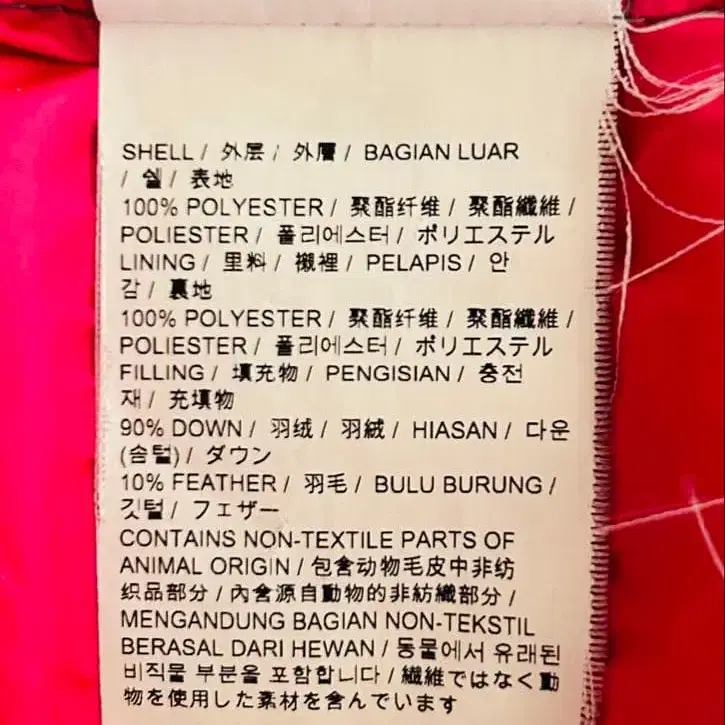 SHELL / 外层 / 外層 / BAGIAN LUAR
/ 쉘 / 表地
100% POLYESTER / 聚酯纤维 / 聚酯纖維 /
POLIESTER / 폴리에스터 / ポリエステル
LINING / 里料 / 襯裡 / PELAPIS / 안
감 / 裏地
100% POLYESTER / 聚酯纤维 / 聚酯纖維 /
POLIESTER / 폴리에스터 / ポリエステル
FILLING / 填充物 / PENGISIAN / 충전
재 / 充填物
90% DOWN / 羽绒 / 羽絨 / HIASAN / 다운
(솜털) / ダウン
10% FEATHER / 羽毛 / BULU BURUNG /
깃털 / フェザー
CONTAINS NON-TEXTILE PARTS OF
ANIMAL ORIGIN / 包含动物毛皮中非纺
织品部分 / 內含源自動物的非紡織部分 /
MENGANDUNG BAGIAN NON-TEKSTIL
BERASAL DARI HEWAN / 동물에서 유래된
비직물 부분을 포함합니다 / 繊維ではなく動
物を使用した素材を含んでいます